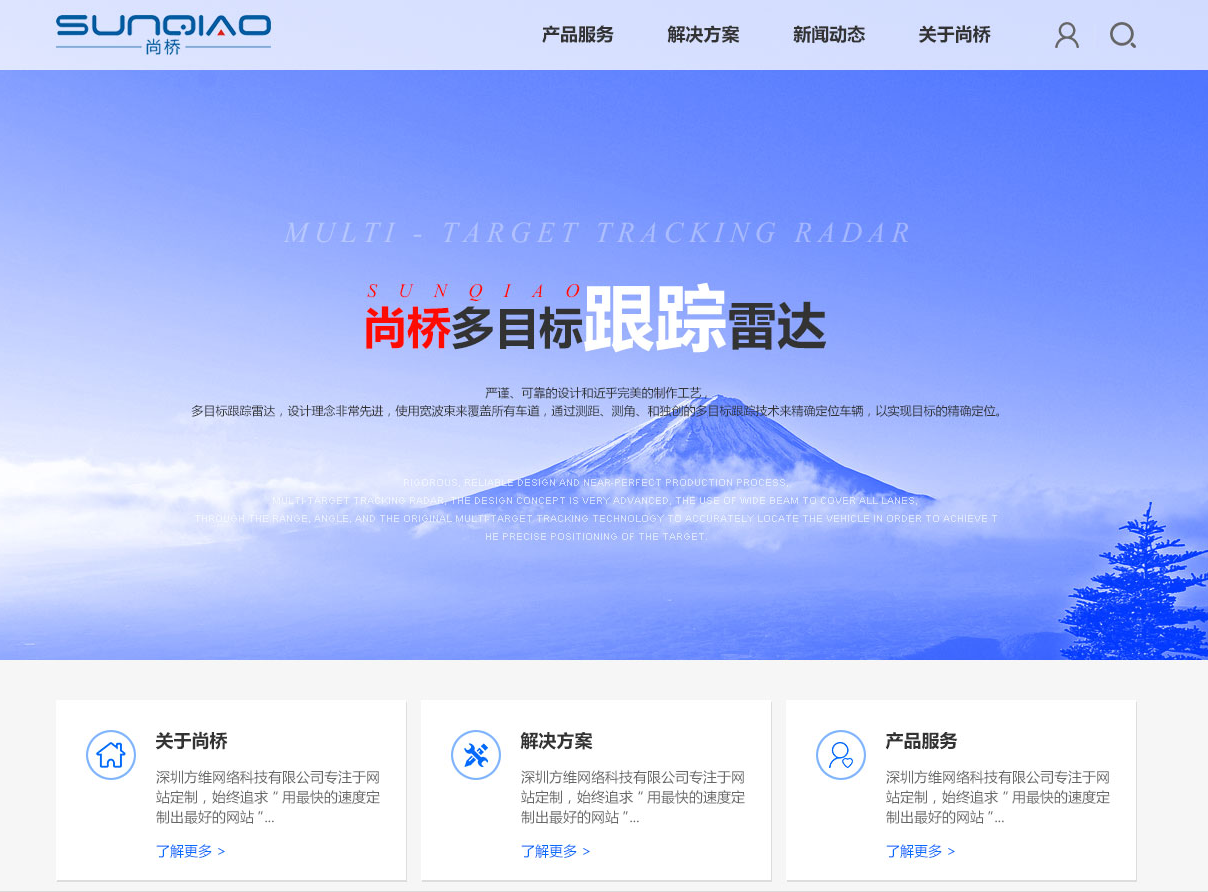 SUNQIAO
尚桥
产品服务 解决方案 新闻动态 关于尚桥
MULTI - TARGET TRACKING RADAR
SUNQIAO
尚桥多目标跟踪雷达
严谨、可靠的设计和近乎完美的制作工艺，
多目标跟踪雷达，设计理念非常先进，使用宽波束来覆盖所有车道，通过测距、测角、和独创的多目标跟踪技术来精确定位车辆，以实现目标的精确定位。
RIGOROUS, RELIABLE DESIGN AND NEAR-PERFECT PRODUCTION PROCESS,
MULTI-TARGET TRACKING RADAR, THE DESIGN CONCEPT IS VERY ADVANCED, THE USE OF WIDE BEAM TO COVER ALL LANES,
THROUGH THE RANGE, ANGLE, AND THE ORIGINAL MULTI-TARGET TRACKING TECHNOLOGY TO ACCURATELY LOCATE THE VEHICLE IN ORDER TO ACHIEVE T
HE PRECISE POSITIONING OF THE TARGET.
关于尚桥
深圳方维网络科技有限公司专注于网
站定制，始终追求＂用最快的速度定
制出最好的网站＂...
了解更多 >
解决方案
深圳方维网络科技有限公司专注于网
站定制，始终追求＂用最快的速度定
制出最好的网站＂...
了解更多 >
产品服务
深圳方维网络科技有限公司专注于网
站定制，始终追求＂用最快的速度定
制出最好的网站＂...
了解更多 >